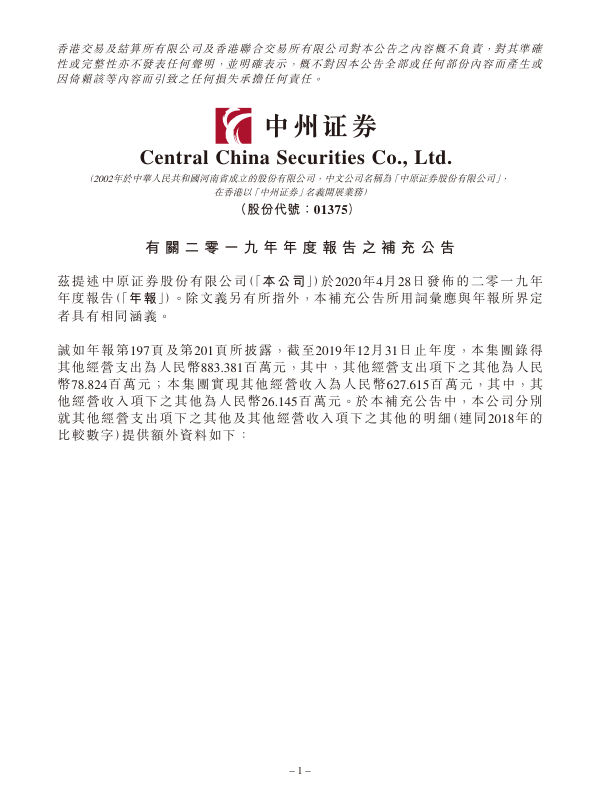 香港交易及結算所有限公司及香港聯合交易所有限公司對本公告之內容概不負責，對其準確
性或完整性亦不發表任何聲明，並明確表示，概不對因本公告全部或任何部份內容而產生或
因倚賴該等內容而引致之任何損失承擔任何責任。
中州证券
Central China Securities Co., Ltd.
（2002年於中華人民共和國河南省成立的股份有限公司，中文公司名稱為「中原证券股份有限公司」，
在香港以「中州证券」名義開展業務）
（股份代號：01375）
有關二零一九年年度報告之補充公告
茲提述中原证券股份有限公司（「本公司」）於2020年4月28日發佈的二零一九年
年度報告（「年報」）。除文義另有所指外，本補充公告所用詞彙應與年報所界定
者具有相同涵義。
誠如年報第197頁及第201頁所披露，截至2019年12月31日止年度，本集團錄得
其他經營支出為人民幣883.381百萬元，其中，其他經營支出項下之其他為人民
幣78.824百萬元；本集團實現其他經營收入為人民幣627.615百萬元，其中，其
他經營收入項下之其他為人民幣26.145百萬元。於本補充公告中，本公司分別
就其他經營支出項下之其他及其他經營收入項下之其他的明細（連同2018年的
比較數字）提供額外資料如下：
– 1 –